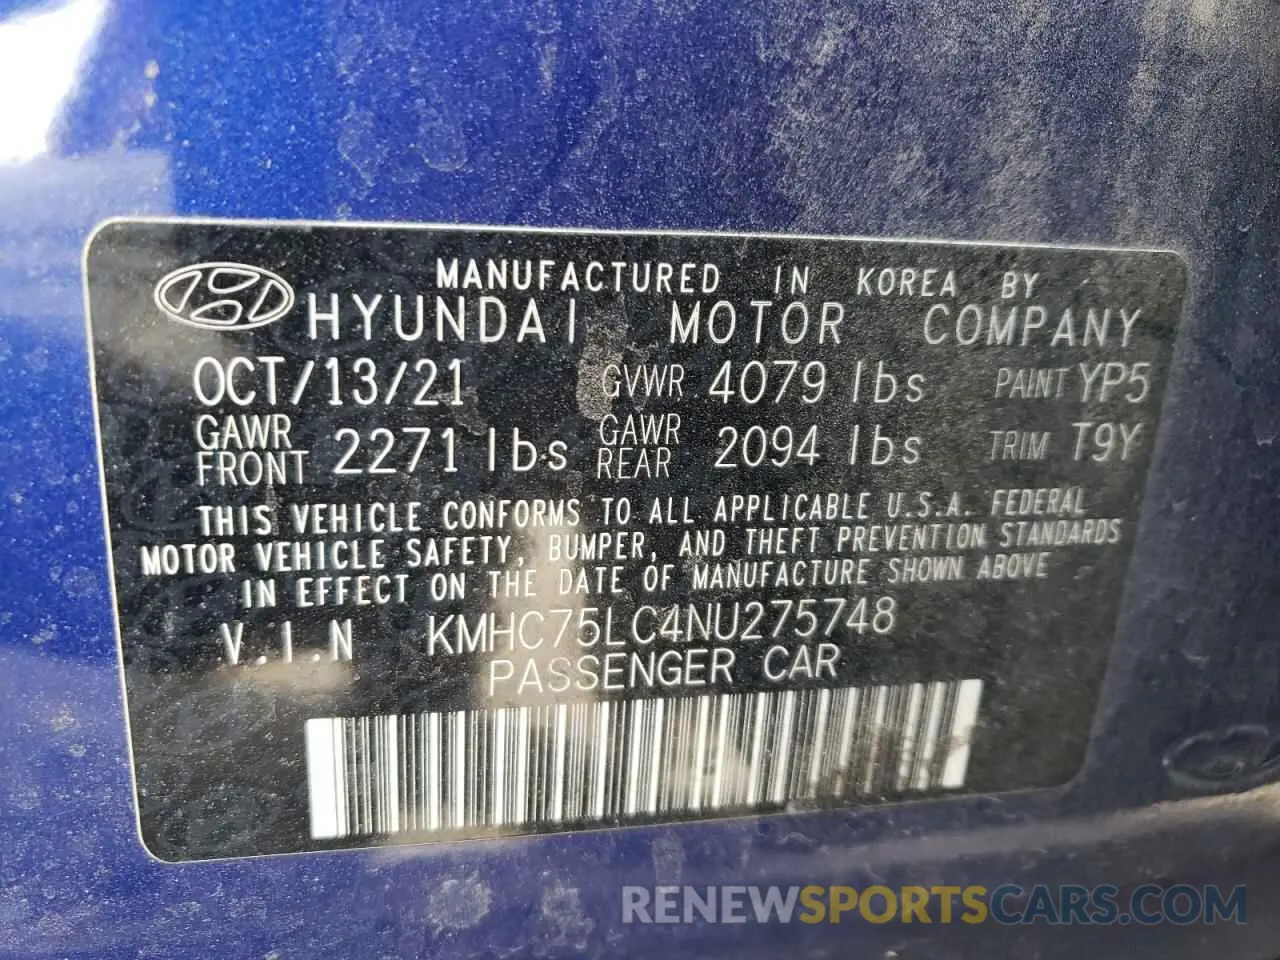 MANUFACTURED IN KOREA BY
HYUNDAI MOTOR COMPANY
OCT/13/21 GVWR 4079 lbs PAINT YP5
GAWR FRONT 2271 lbs GAWR REAR 2094 lbs TRIM T9Y
THIS VEHICLE CONFORMS TO ALL APPLICABLE U.S.A. FEDERAL
MOTOR VEHICLE SAFETY, BUMPER, AND THEFT PREVENTION STANDARDS
IN EFFECT ON THE DATE OF MANUFACTURE SHOWN ABOVE
V.I.N KMHC75LC4NU275748
PASSENGER CAR
RENEWSPORTSCARS.COM